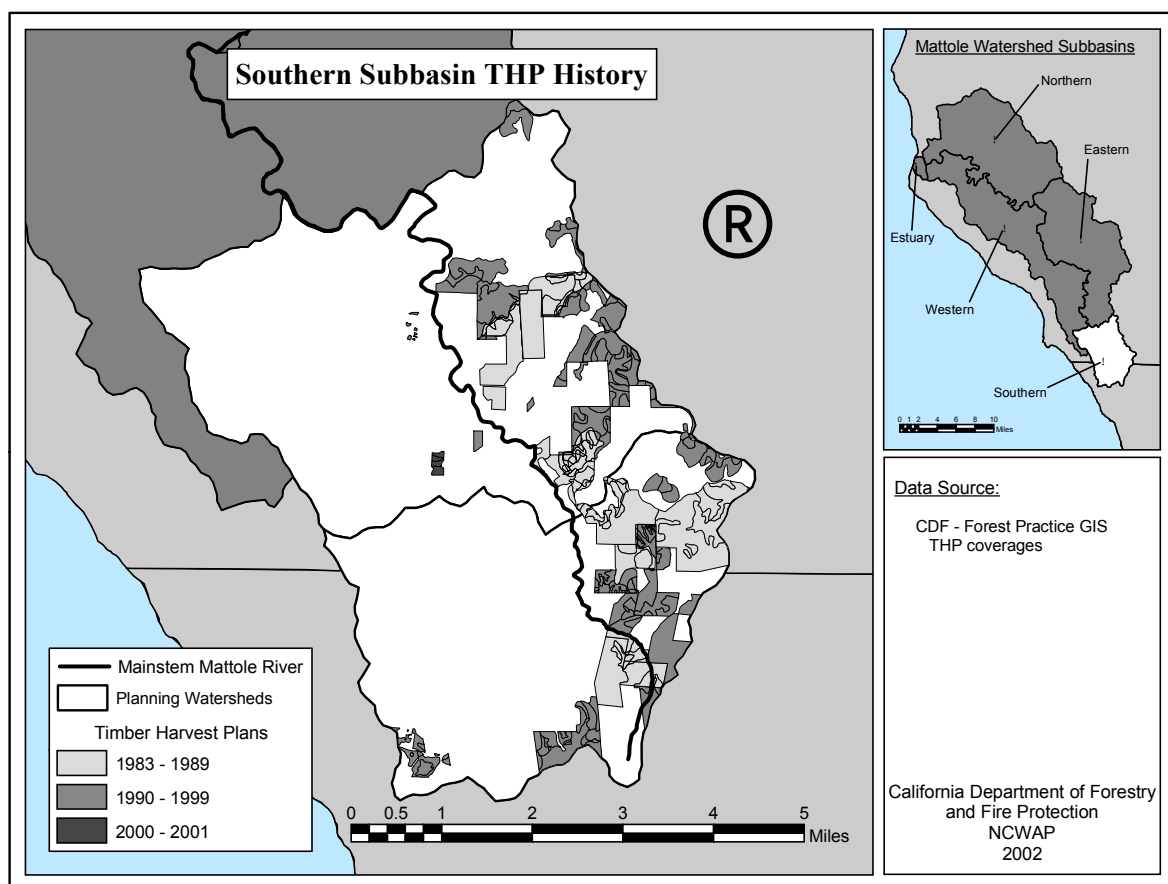 Southern Subbasin THP History
®
Mainstem Mattole River
Planning Watersheds
Timber Harvest Plans
1983 - 1989
1990 - 1999
2000 - 2001
0 0.5 1 2 3 4 5
Miles
Mattole Watershed Subbasins
Northern
Eastern
Estuary
Western
Southern
0 1 2 4 6 8 10
Miles
Data Source:
CDF - Forest Practice GIS
THP coverages
California Department of Forestry
and Fire Protection
NCWAP
2002